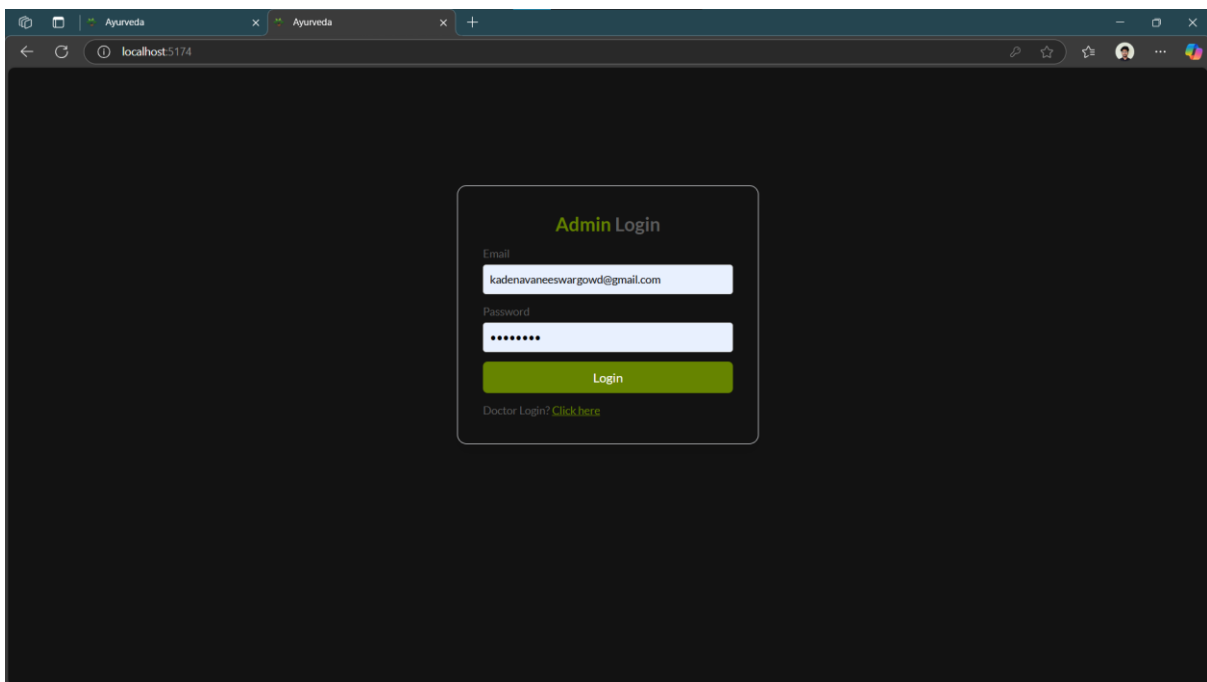 Ayurveda
Ayurveda
localhost:5174
Admin Login
Email
kadenavaneeswargowd@gmail.com
Password
••••••••
Login
Doctor Login? Click here